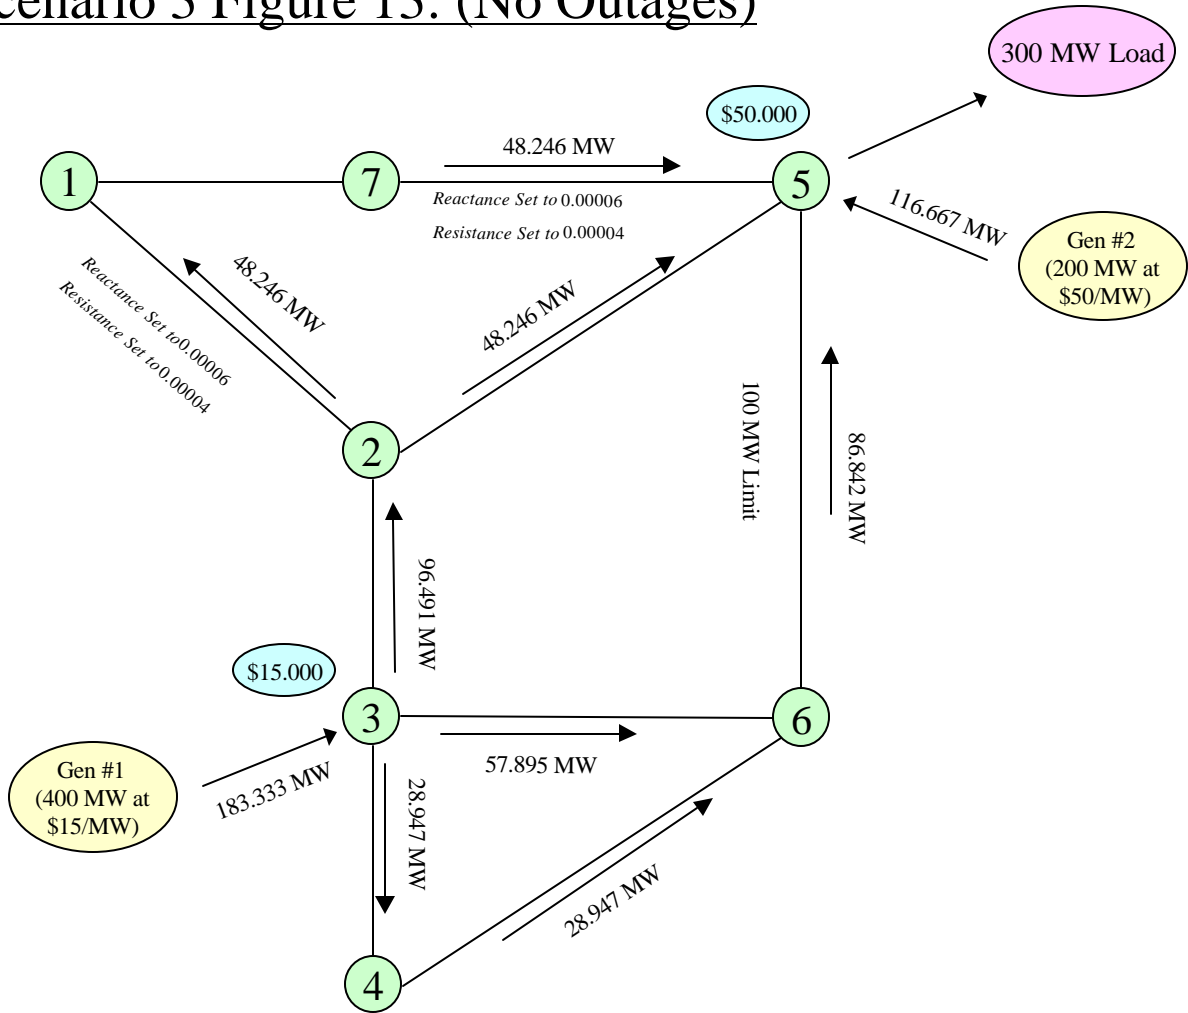 cenario 3 Figure 13: (No Outages)
300 MW Load
$50.000
48.246 MW
1
7
5
Reactance Set to 0.00006
Resistance Set to 0.00004
116.667 MW
Gen #2
(200 MW at
$50/MW)
48.246 MW
Reactance Set to 0.00006
Resistance Set to 0.00004
48.246 MW
100 MW Limit
86.842 MW
2
96.491 MW
$15.000
3
6
57.895 MW
Gen #1
(400 MW at
$15/MW)
183.333 MW
28.947 MW
28.947 MW
4